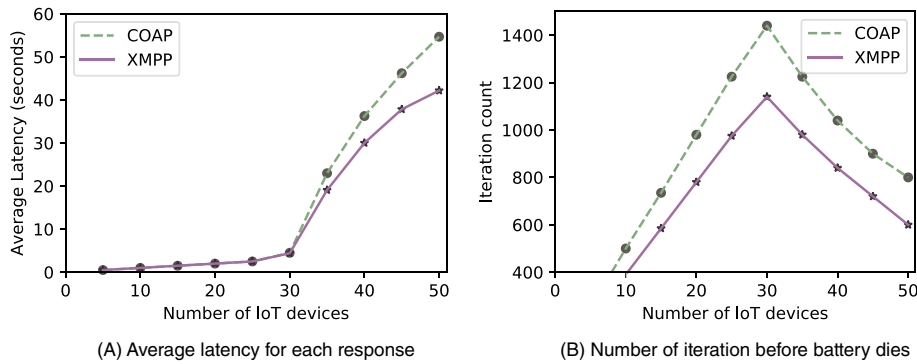 60
50
40
30
20
10
0
Average Latency (seconds)
COAP
XMPP
0 10 20 30 40 50
Number of IoT devices
(A) Average latency for each response
1400
1200
1000
800
600
400
Iteration count
COAP
XMPP
0 10 20 30 40 50
Number of IoT devices
(B) Number of iteration before battery dies